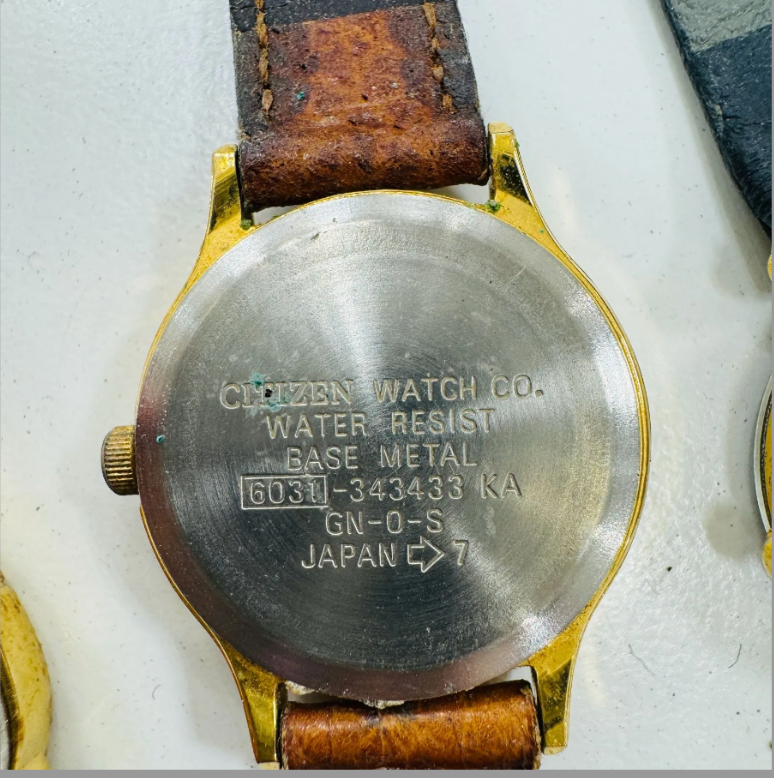 CITIZEN WATCH CO.
WATER RESIST
BASE METAL
6031-343433 KA
GN-0-S
JAPAN ⇨ 7